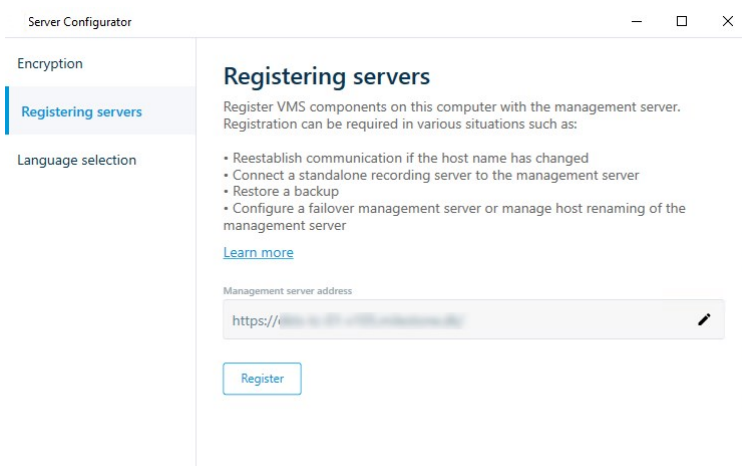 Server Configurator
Encryption
Registering servers
Language selection
Registering servers
Register VMS components on this computer with the management server.
Registration can be required in various situations such as:
• Reestablish communication if the host name has changed
• Connect a standalone recording server to the management server
• Restore a backup
• Configure a failover management server or manage host renaming of the
management server
Learn more
Management server address
https://
Register